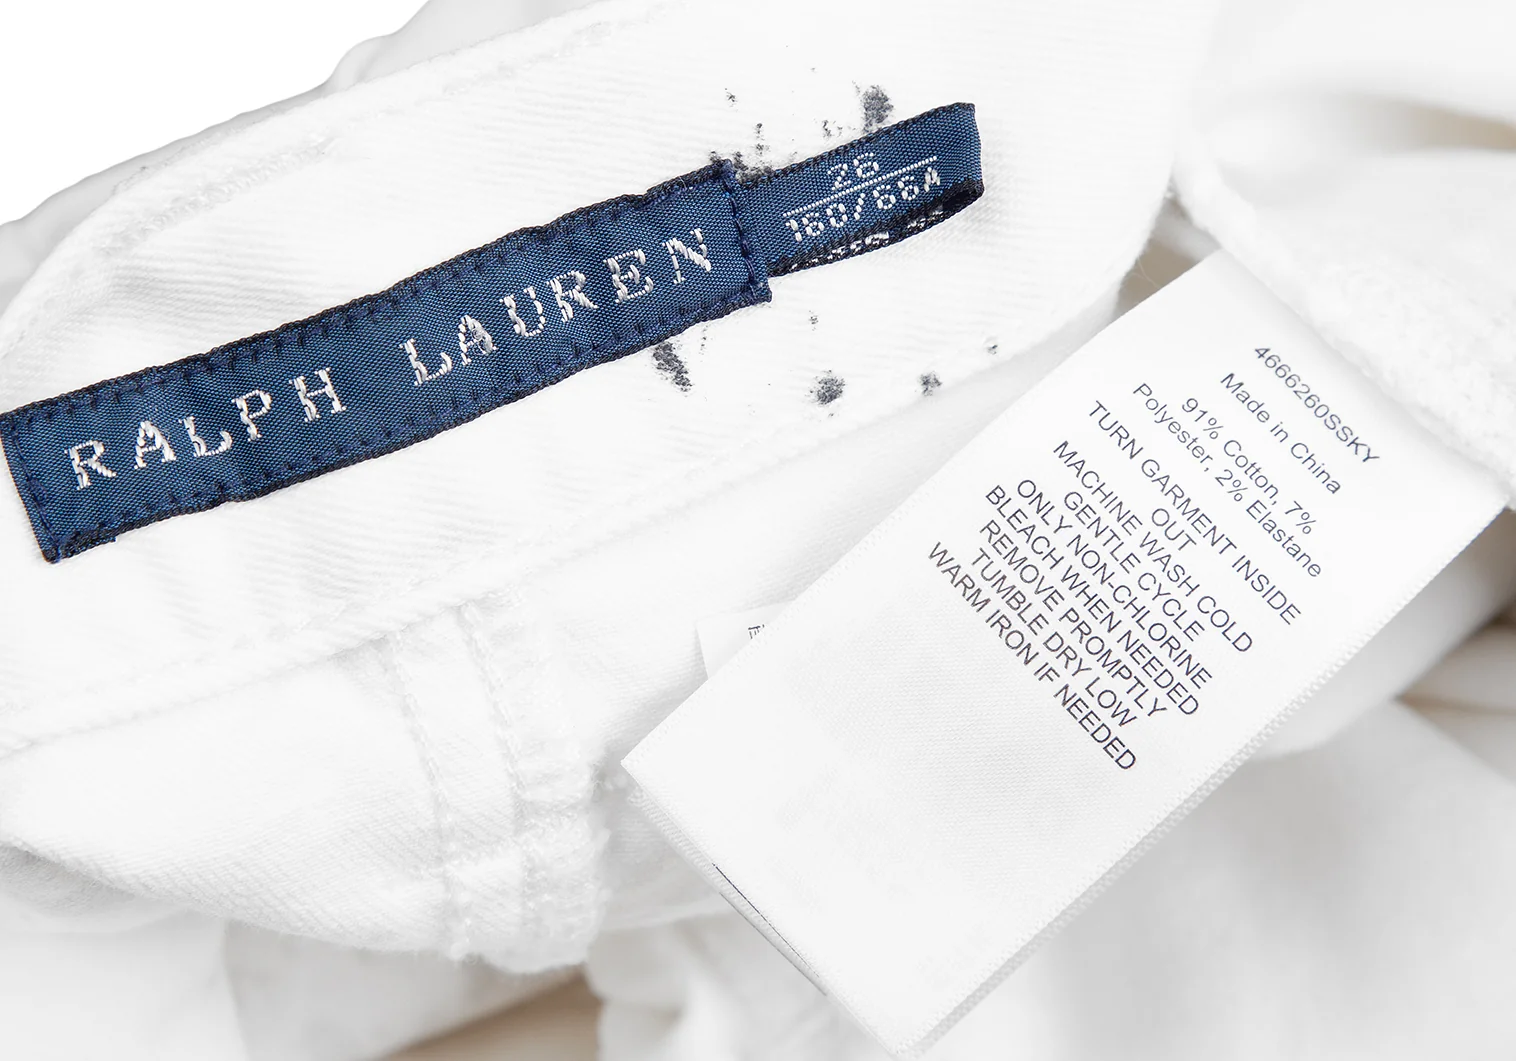 RALPH LAUREN
26
160/66A
4666260SSKY
Made in China
91% Cotton, 7%
Polyester, 2% Elastane
TURN GARMENT INSIDE
OUT
MACHINE WASH COLD
GENTLE CYCLE
ONLY NON-CHLORINE
BLEACH WHEN NEEDED
REMOVE PROMPTLY
TUMBLE DRY LOW
WARM IRON IF NEEDED